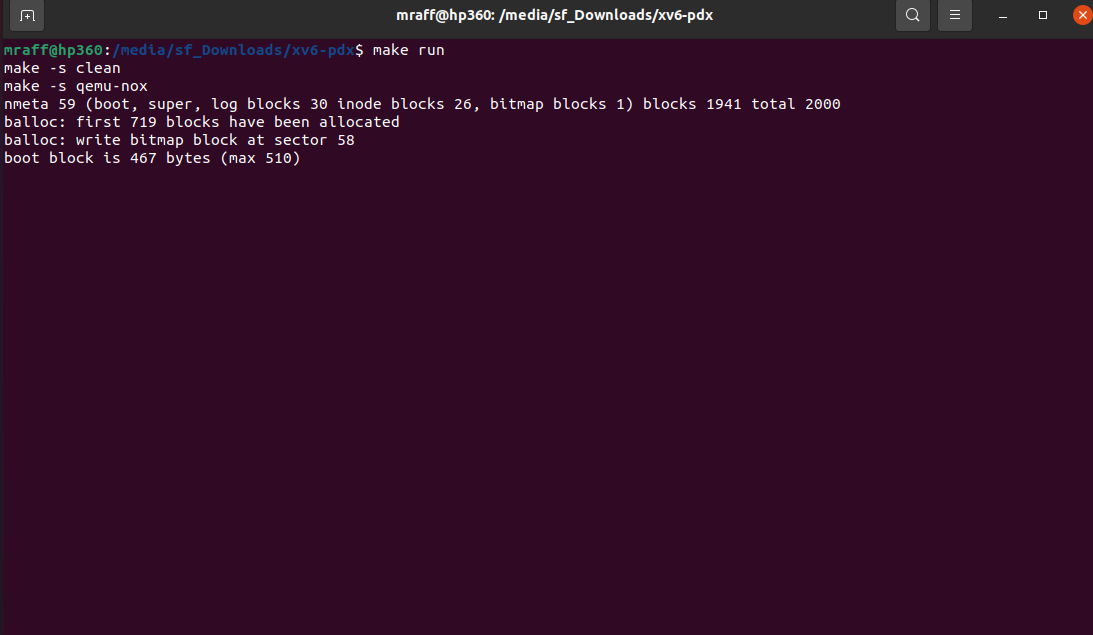 mraff@hp360: /media/sf_Downloads/xv6-pdx
mraff@hp360:/media/sf_Downloads/xv6-pdx$ make run
make -s clean
make -s qemu-nox
nmeta 59 (boot, super, log blocks 30 inode blocks 26, bitmap blocks 1) blocks 1941 total 2000
balloc: first 719 blocks have been allocated
balloc: write bitmap block at sector 58
boot block is 467 bytes (max 510)